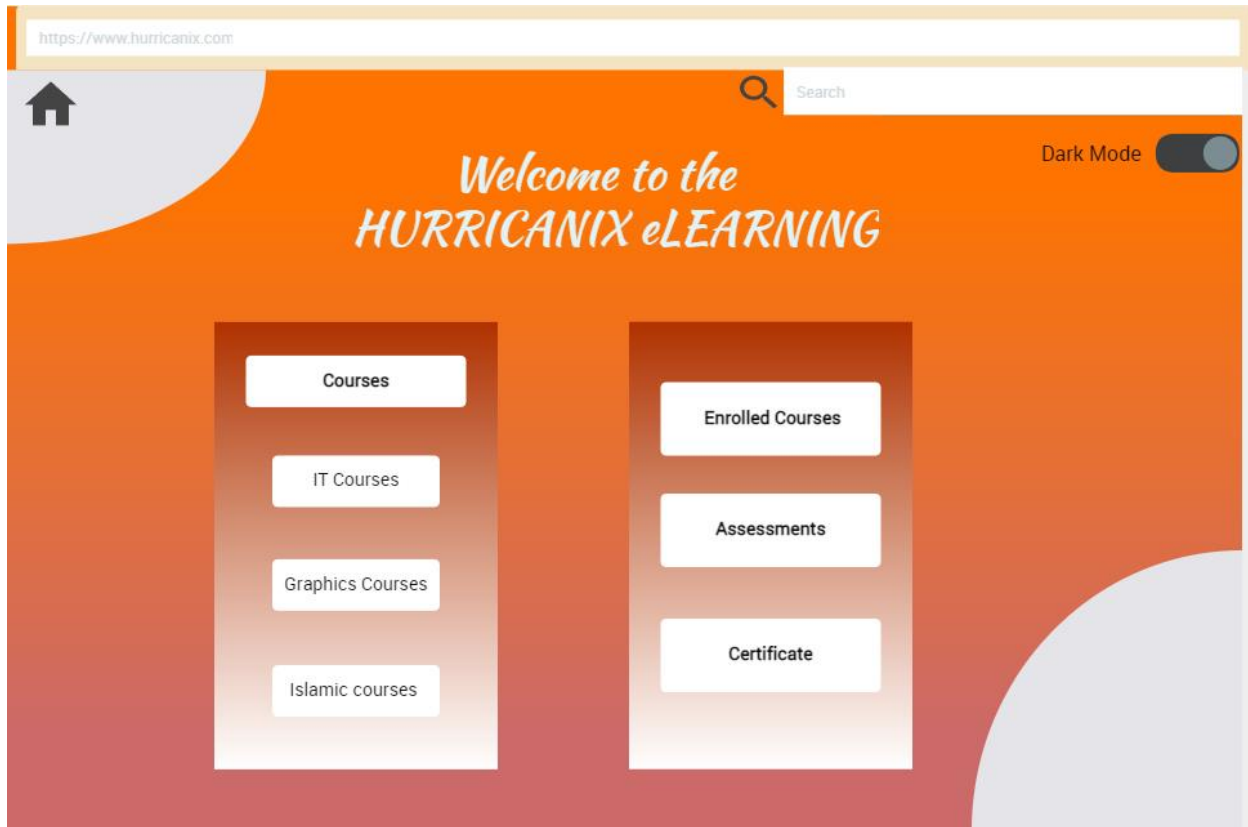 https://www.hurricanix.com
Search
Dark Mode
Welcome to the
HURRICANIX eLEARNING
Courses
IT Courses
Graphics Courses
Islamic courses
Enrolled Courses
Assessments
Certificate